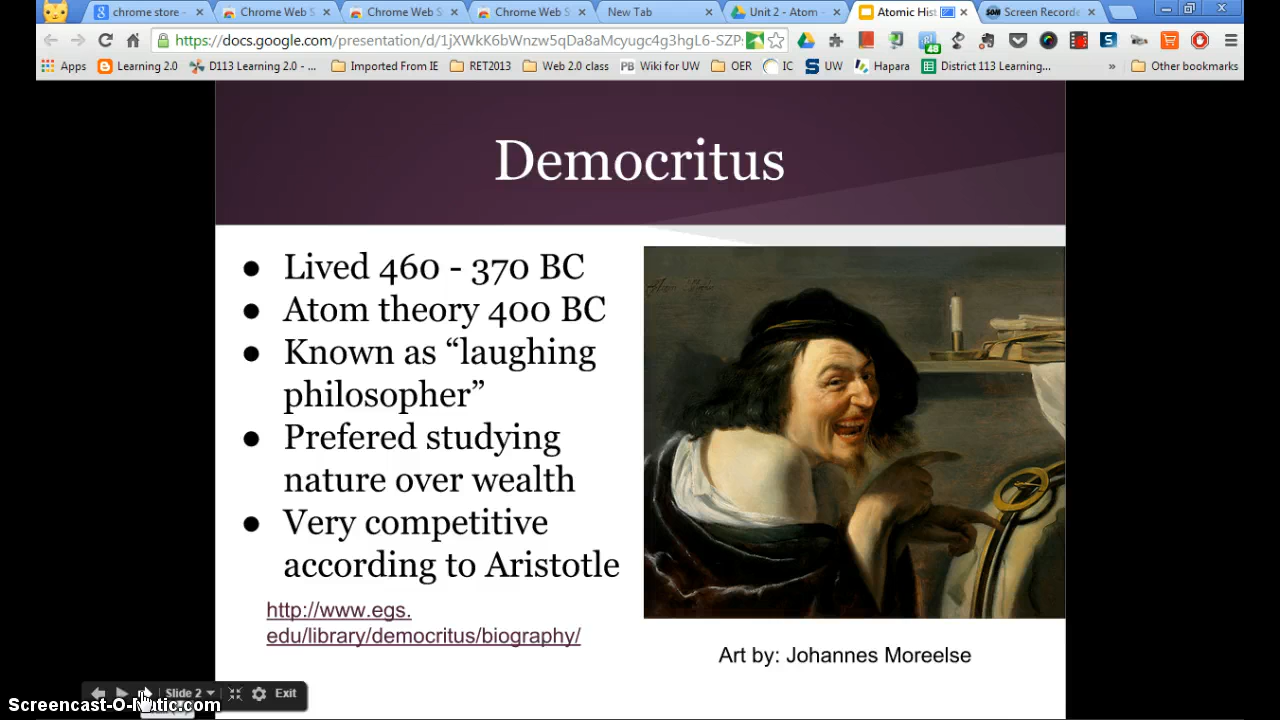 chrome store - Chrome Web S Chrome Web S Chrome Web S New Tab Unit 2 - Atom - Atomic Hist Screen Recorde
https://docs.google.com/presentation/d/1jXWkK6bWnzw5qDa8aMcyugc4g3hgL6-SZP 48
Apps Learning 2.0 D113 Learning 2.0 - ... Imported From IE RET2013 Web 2.0 class PB Wiki for UW OER IC UW Hapara District 113 Learning... » Other bookmarks
Democritus
● Lived 460 - 370 BC
● Atom theory 400 BC
● Known as “laughing
philosopher”
● Prefered studying
nature over wealth
● Very competitive
according to Aristotle
http://www.egs.
edu/library/democritus/biography/
Art by: Johannes Moreelse
Slide 2 Exit
Screencast-O-Matic.com